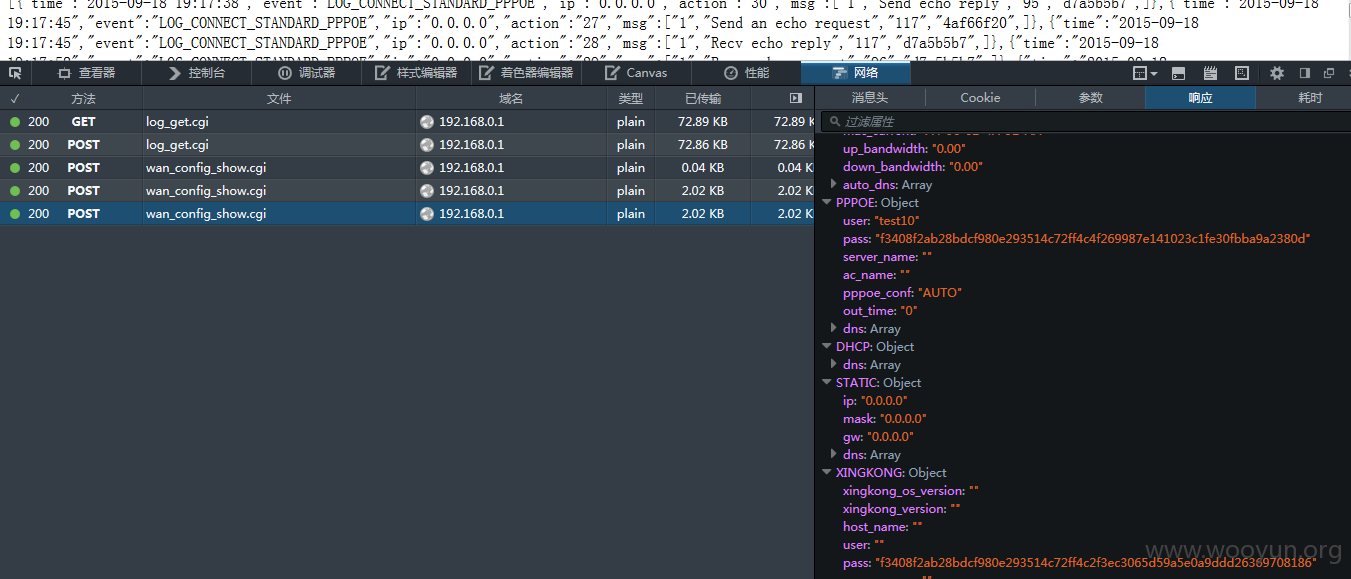 [{"time":"2015-09-18 19:17:38","event":"LOG_CONNECT_STANDARD_PPPOE","ip":"0.0.0.0","action":"30","msg":["1","Send echo reply","95","d7a5b5b7",]},{"time":"2015-09-18
19:17:45","event":"LOG_CONNECT_STANDARD_PPPOE","ip":"0.0.0.0","action":"27","msg":["1","Send an echo request","117","4af66f20",]},{"time":"2015-09-18
19:17:45","event":"LOG_CONNECT_STANDARD_PPPOE","ip":"0.0.0.0","action":"28","msg":["1","Recv echo reply","117","d7a5b5b7",]},{"time":"2015-09-18
查看器 控制台 调试器 样式编辑器 着色器编辑器 Canvas 性能 网络
✓ 方法 文件 域名 类型 已传输
200 GET log_get.cgi 192.168.0.1 plain 72.89 KB 72.89 K
200 POST log_get.cgi 192.168.0.1 plain 72.86 KB 72.86 K
200 POST wan_config_show.cgi 192.168.0.1 plain 0.04 KB 0.04 K
200 POST wan_config_show.cgi 192.168.0.1 plain 2.02 KB 2.02 K
200 POST wan_config_show.cgi 192.168.0.1 plain 2.02 KB 2.02 K
消息头 Cookie 参数 响应 耗时
过滤属性
up_bandwidth: "0.00"
down_bandwidth: "0.00"
auto_dns: Array
PPPOE: Object
user: "test10"
pass: "f3408f2ab28bdcf980e293514c72ff4c4f269987e141023c1fe30fbba9a2380d"
server_name: ""
ac_name: ""
pppoe_conf: "AUTO"
out_time: "0"
dns: Array
DHCP: Object
dns: Array
STATIC: Object
ip: "0.0.0.0"
mask: "0.0.0.0"
gw: "0.0.0.0"
dns: Array
XINGKONG: Object
xingkong_os_version: ""
xingkong_version: ""
host_name: ""
user: ""
www.wooyun.org
pass: "f3408f2ab28bdcf980e293514c72ff4c2f3ec3065d59a5e0a9ddd26369708186"